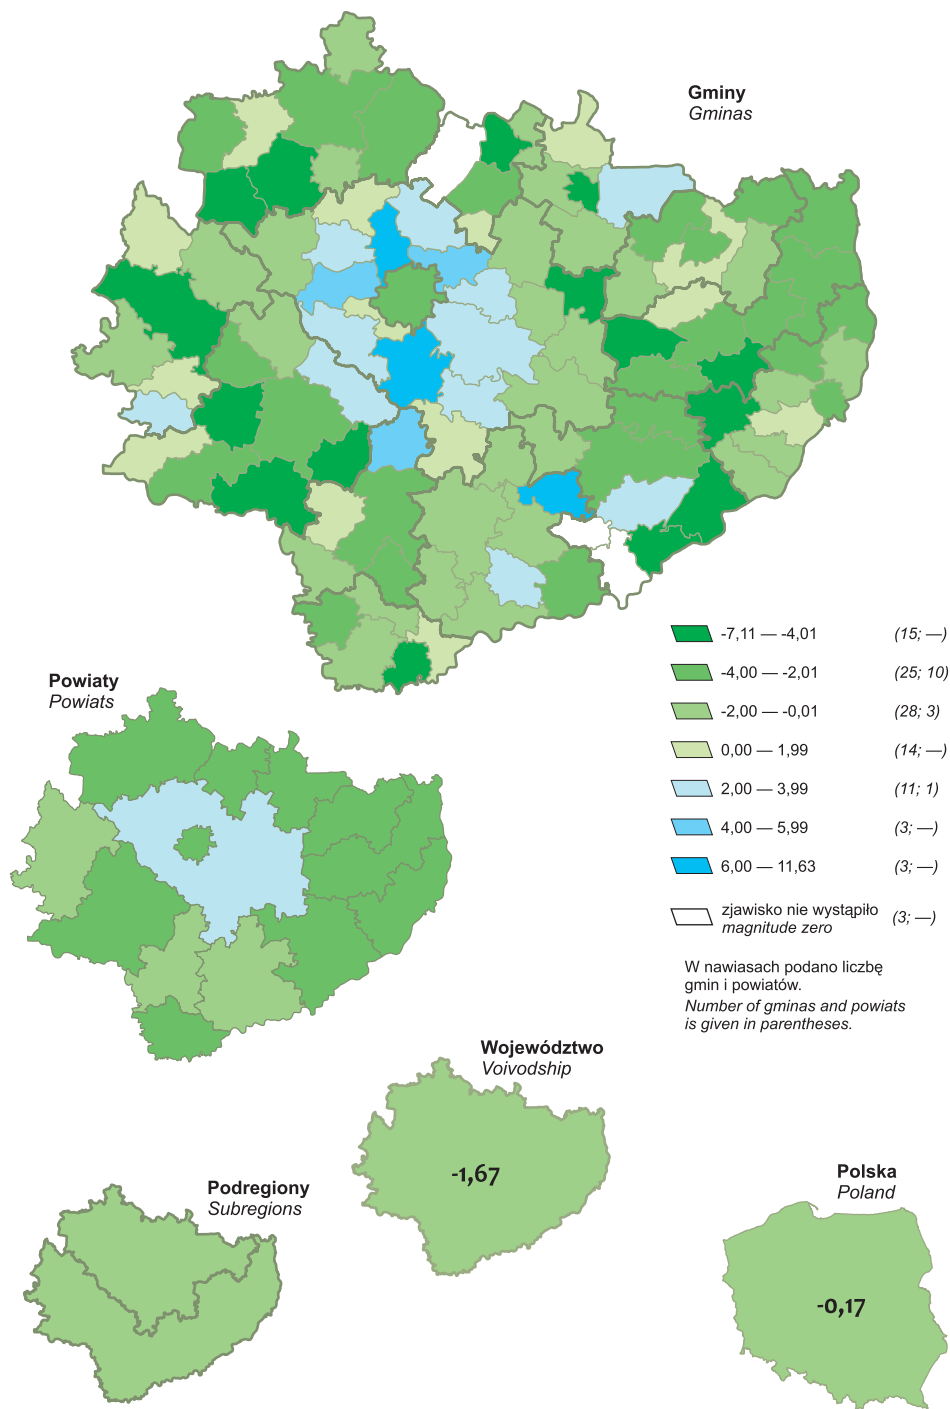 Gminy
Gminas
-7,11 — -4,01 (15; —)
-4,00 — -2,01 (25; 10)
-2,00 — -0,01 (28; 3)
0,00 — 1,99 (14; —)
2,00 — 3,99 (11; 1)
4,00 — 5,99 (3; —)
6,00 — 11,63 (3; —)
zjawisko nie wystąpiło
magnitude zero (3; —)
W nawiasach podano liczbę
gmin i powiatów.
Number of gminas and powiats
is given in parentheses.
Powiaty
Powiats
Województwo
Voivodship
-1,67
Podregiony
Subregions
Polska
Poland
-0,17